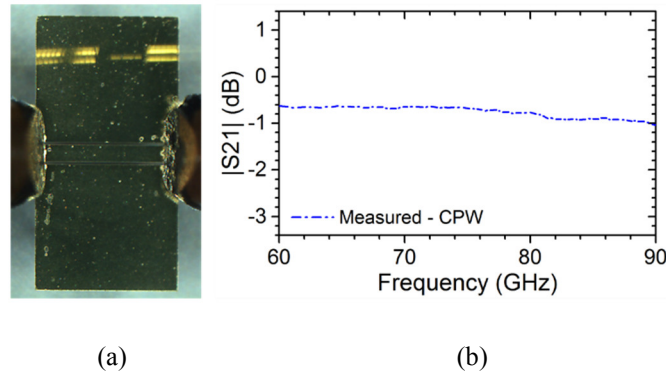 1
0
-1
-2
-3
|S21| (dB)
Measured - CPW
60
70
80
90
Frequency (GHz)
(a)
(b)